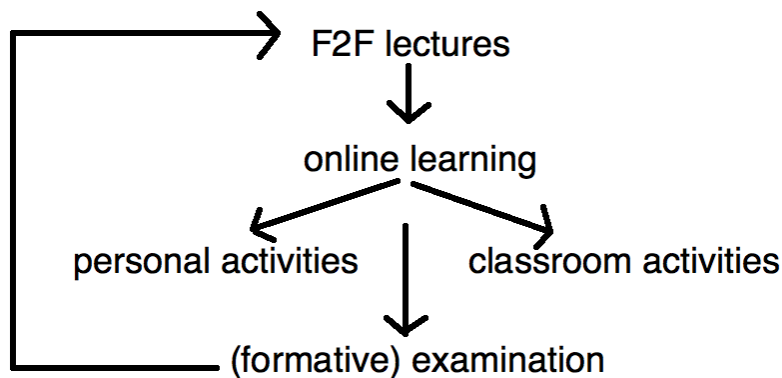 F2F lectures
online learning
personal activities
classroom activities
(formative) examination